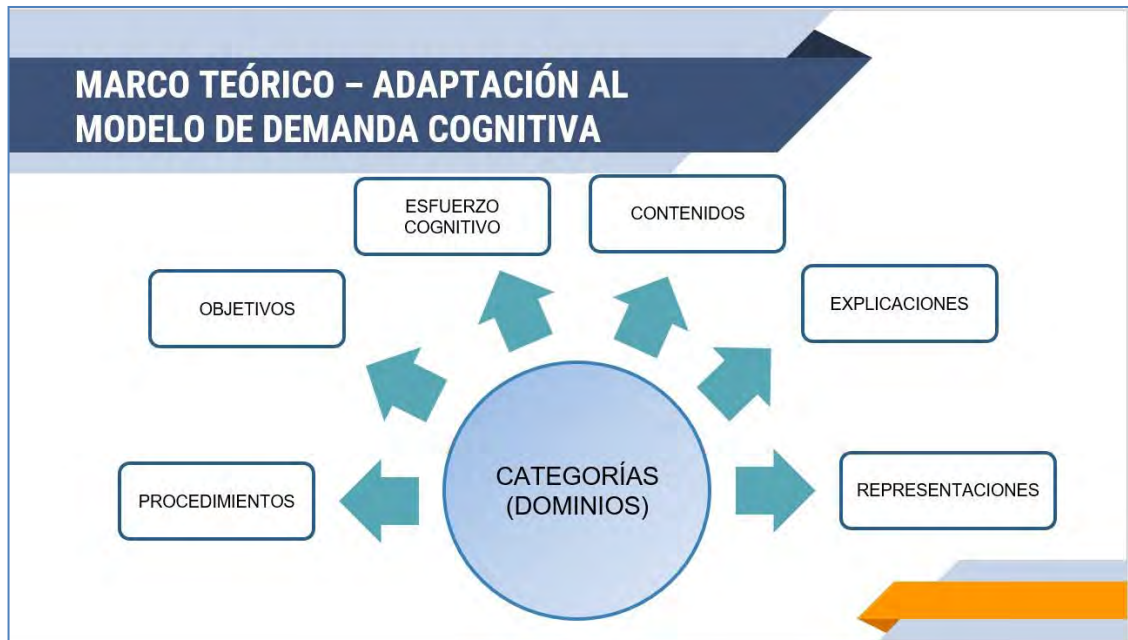 MARCO TEÓRICO – ADAPTACIÓN AL
MODELO DE DEMANDA COGNITIVA
ESFUERZO
COGNITIVO
CONTENIDOS
OBJETIVOS
EXPLICACIONES
PROCEDIMIENTOS
CATEGORÍAS
(DOMINIOS)
REPRESENTACIONES